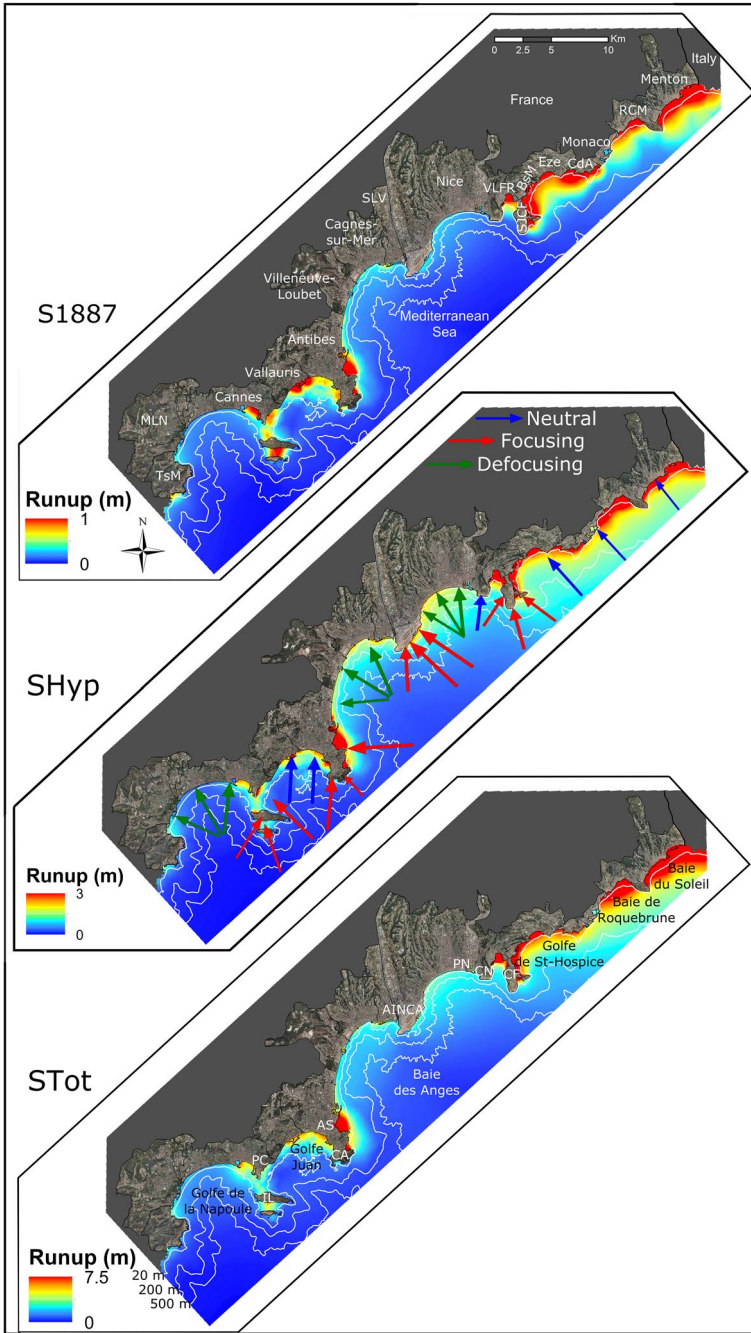 0 2.5 5 10 Km
Italy
Menton
France
RCM
Monaco
Eze CdA
BsM
VLFR
SJCF
Nice
SLV
Cagnes-
sur-Mer
Villeneuve-
Loubet
Mediterranean
Sea
S1887
Antibes
Vallauris
Cannes
MLN
TsM
Runup (m)
1
0
N
Neutral
Focusing
Defocusing
SHyp
Runup (m)
3
0
Baie
du Soleil
Baie de
Roquebrune
Golfe
de St-Hospice
PN
CN
CF
AINCA
Baie
des Anges
STot
AS
Golfe
Juan
CA
PC
IL
Golfe de
la Napoule
Runup (m)
7.5
0
20 m
200 m
500 m